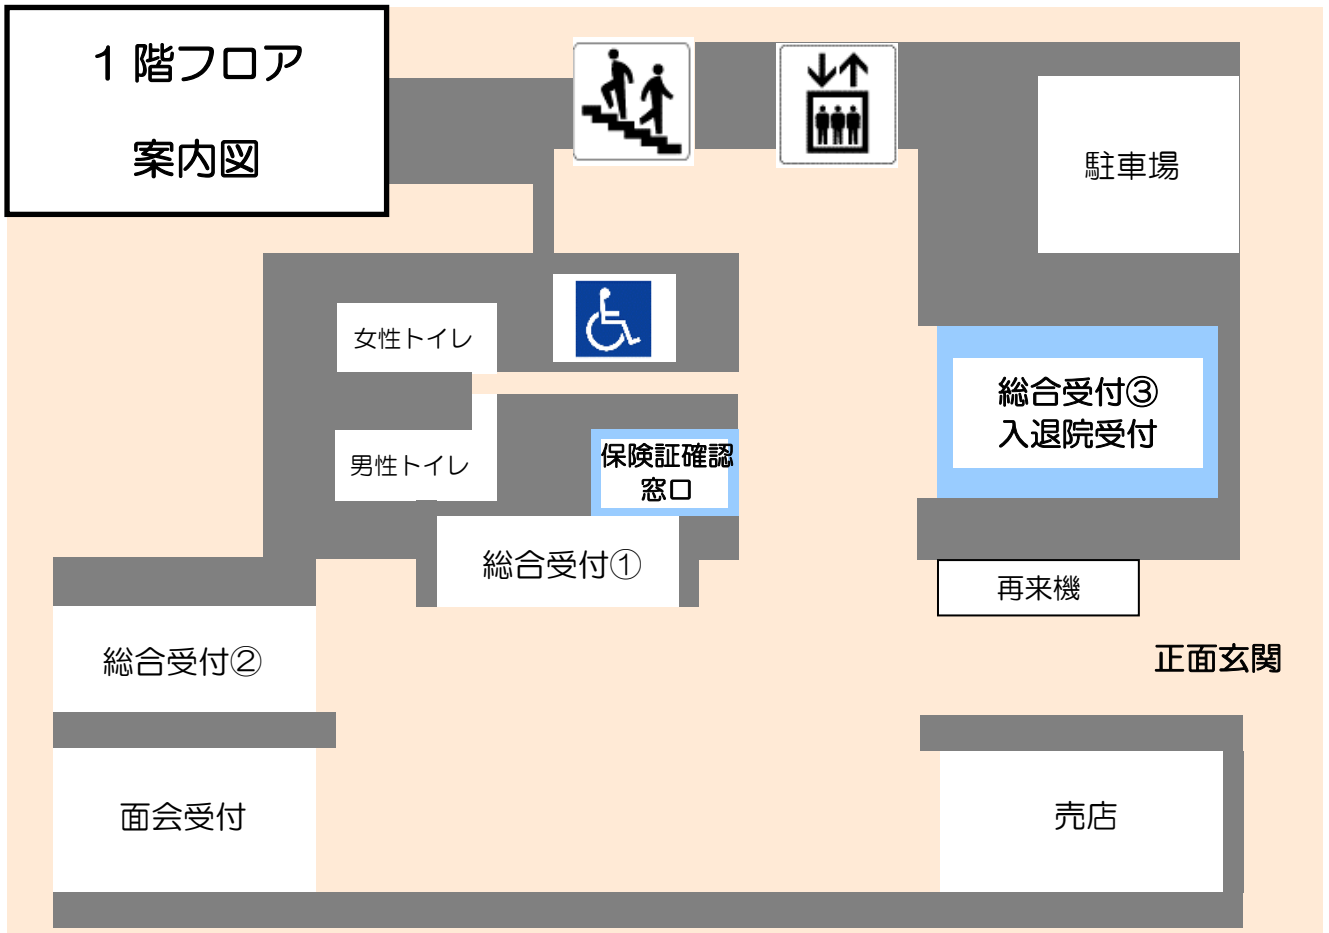 1階フロア
案内図
駐車場
女性トイレ
総合受付③
入退院受付
男性トイレ
保険証確認
窓口
総合受付①
再来機
総合受付②
正面玄関
面会受付
売店